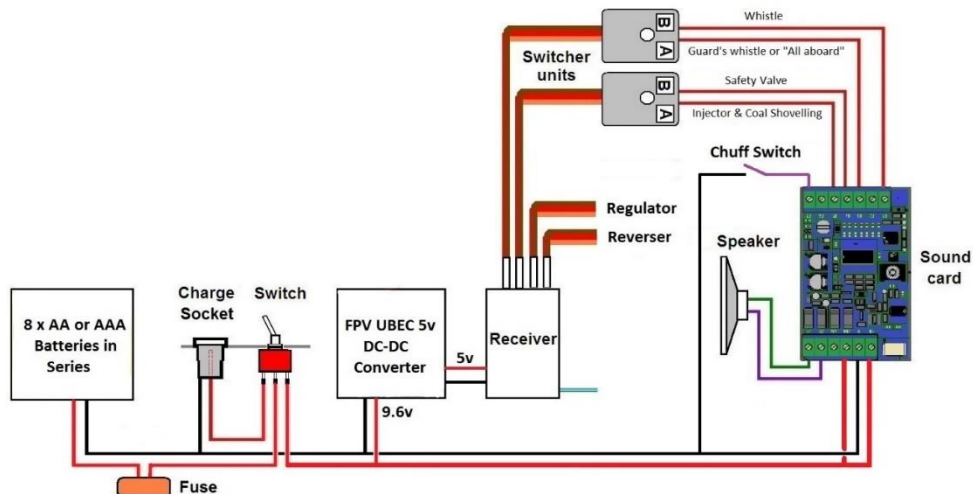 Whistle
B
A
Guard's whistle or "All aboard"
Switcher
units
Safety Valve
B
A
Injector & Coal Shovelling
Chuff Switch
Regulator
Reverser
Speaker
Sound
card
8 x AA or AAA
Batteries in
Series
Charge
Socket
Switch
FPV UBEC 5v
DC-DC
Converter
5v
Receiver
9.6v
Fuse